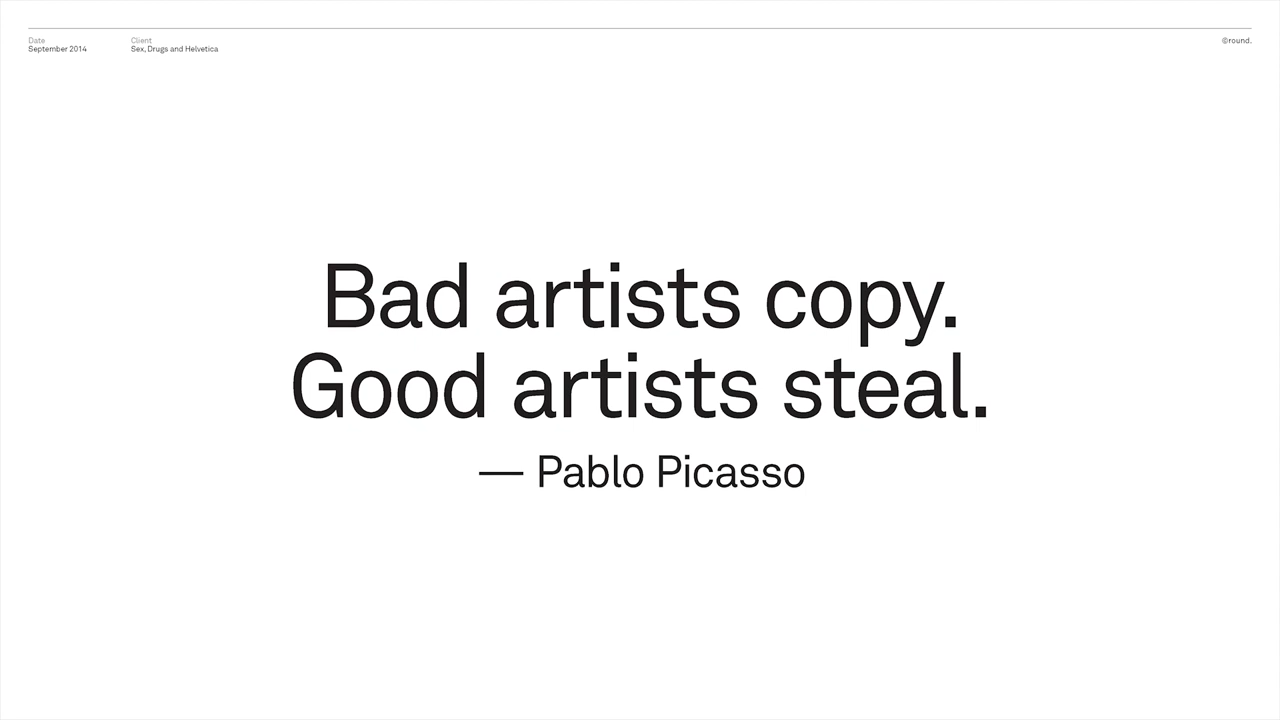 Date
September 2014
Client
Sex, Drugs and Helvetica
©round.
Bad artists copy.
Good artists steal.
— Pablo Picasso